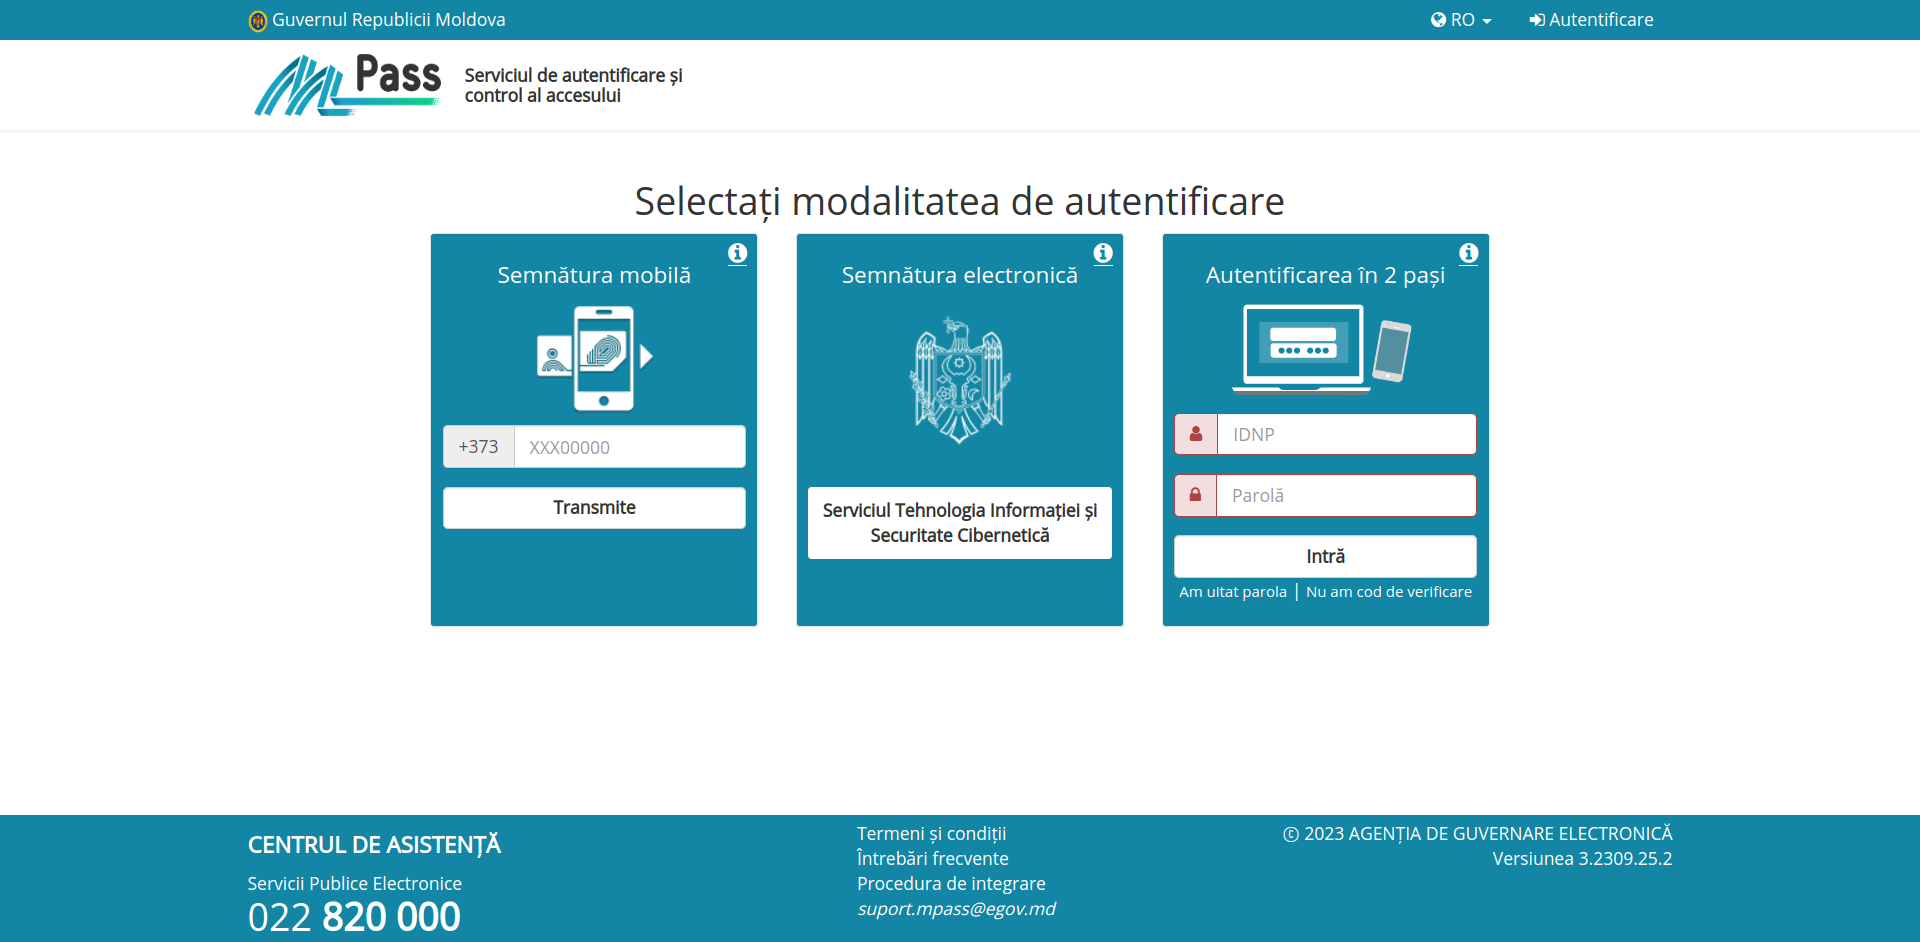 Guvernul Republicii Moldova
RO
Autentificare
Pass
Serviciul de autentificare și
control al accesului
Selectați modalitatea de autentificare
Semnătura mobilă
+373
XXX00000
Transmite
Semnătura electronică
Serviciul Tehnologia Informației și
Securitate Cibernetică
Autentificarea în 2 pași
IDNP
Parolă
Intră
Am uitat parola | Nu am cod de verificare
CENTRUL DE ASISTENȚĂ
Servicii Publice Electronice
022 820 000
Termeni și condiții
Întrebări frecvente
Procedura de integrare
suport.mpass@egov.md
© 2023 AGENȚIA DE GUVERNARE ELECTRONICĂ
Versiunea 3.2309.25.2